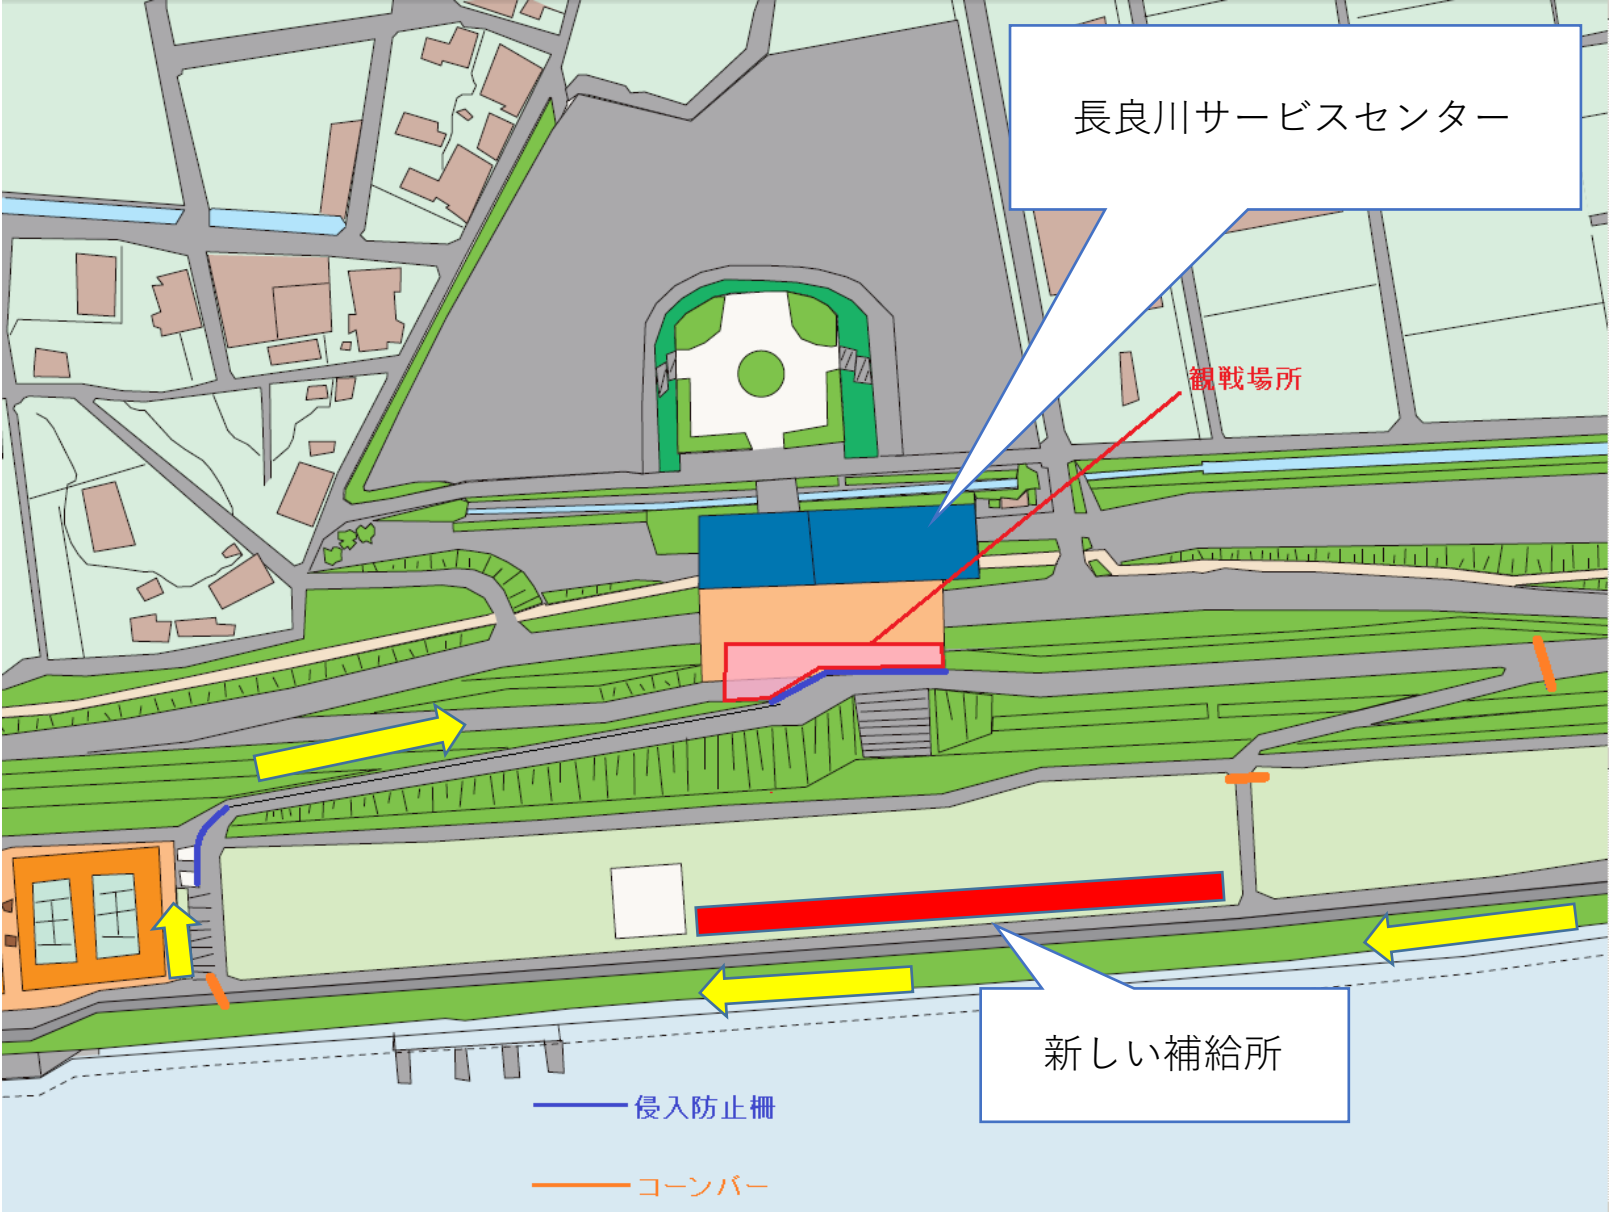 長良川サービスセンター
観戦場所
新しい補給所
侵入防止柵
コーンバー